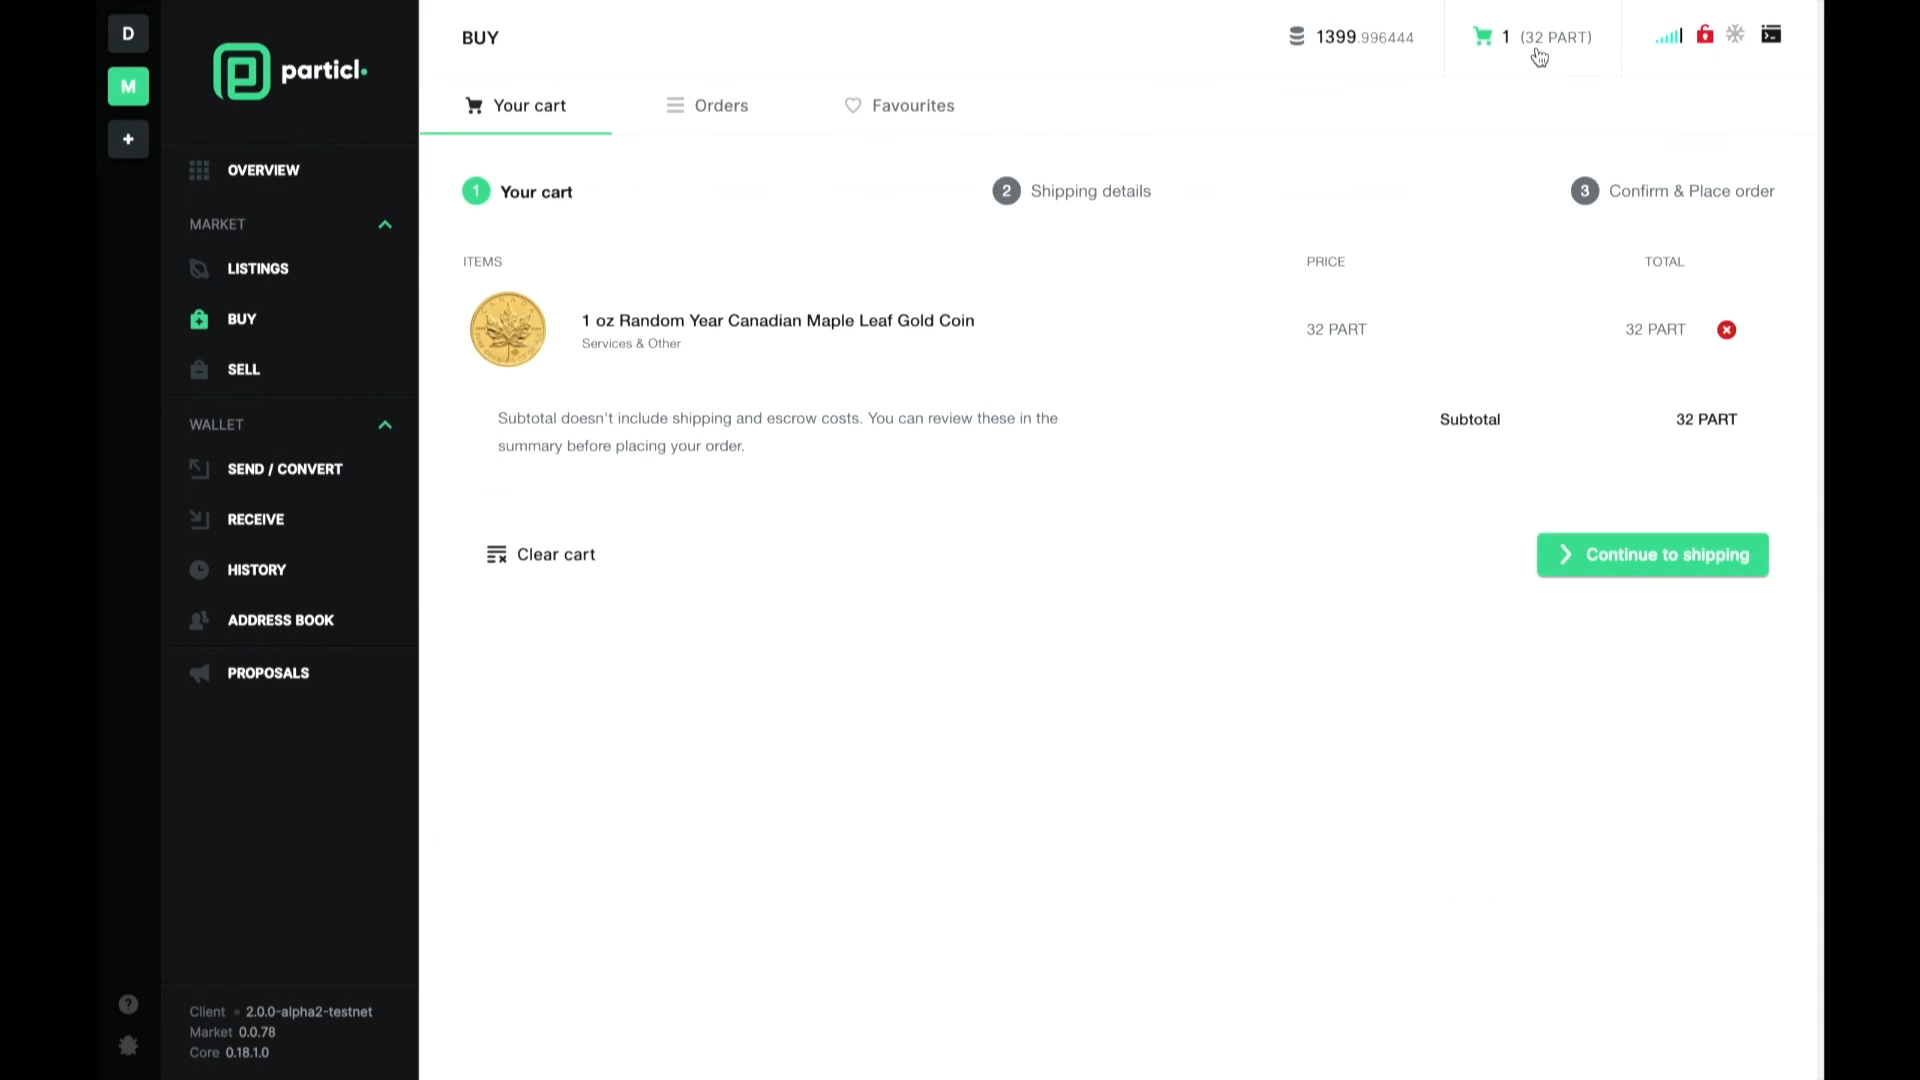 D
M
+
particl
OVERVIEW
MARKET
LISTINGS
BUY
SELL
WALLET
SEND / CONVERT
RECEIVE
HISTORY
ADDRESS BOOK
PROPOSALS
?
Client 2.0.0-alpha2-testnet
Market 0.0.78
Core 0.18.1.0
BUY
1399.996444
1 (32 PART)
Your cart
Orders
Favourites
1 Your cart
2 Shipping details
3 Confirm & Place order
ITEMS
PRICE
TOTAL
CANADA
1 oz Random Year Canadian Maple Leaf Gold Coin
Services & Other
32 PART
32 PART
Subtotal doesn't include shipping and escrow costs. You can review these in the
summary before placing your order.
Subtotal
32 PART
Clear cart
Continue to shipping